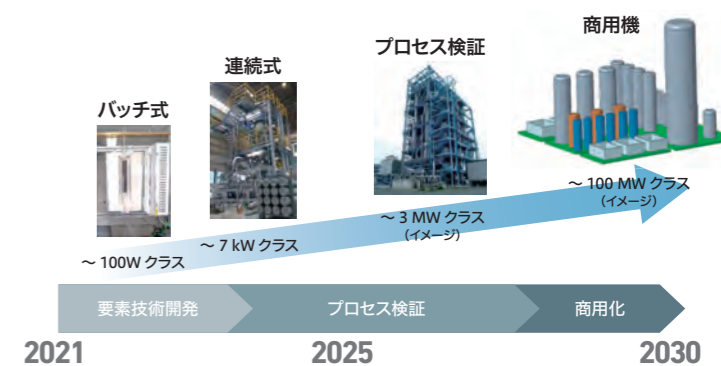 商用機
プロセス検証
連続式
バッチ式
～ 100W クラス
～ 7 kW クラス
～ 3 MW クラス
（イメージ）
～ 100 MW クラス
（イメージ）
要素技術開発
プロセス検証
商用化
2021
2025
2030